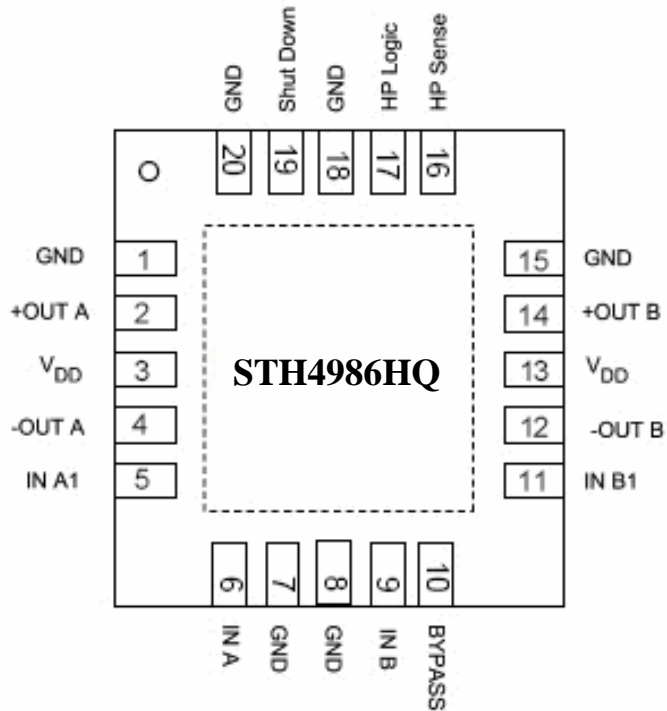 GND
Shut Down
GND
HP Logic
HP Sense
20
19
18
17
16
GND 1
+OUT A 2
VDD 3
-OUT A 4
IN A1 5
STH4986HQ
15 GND
14 +OUT B
13 VDD
12 -OUT B
11 IN B1
6
7
8
9
10
IN A
GND
GND
IN B
BYPASS